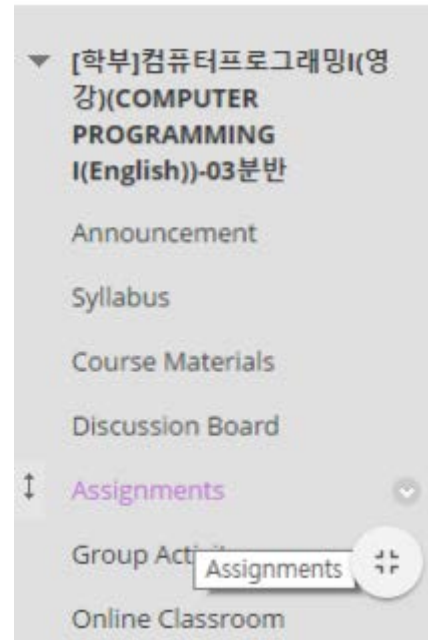 [학부]컴퓨터프로그래밍I(영
강)(COMPUTER
PROGRAMMING
I(English))-03분반
Announcement
Syllabus
Course Materials
Discussion Board
Assignments
Group
Assignments
Online Classroom